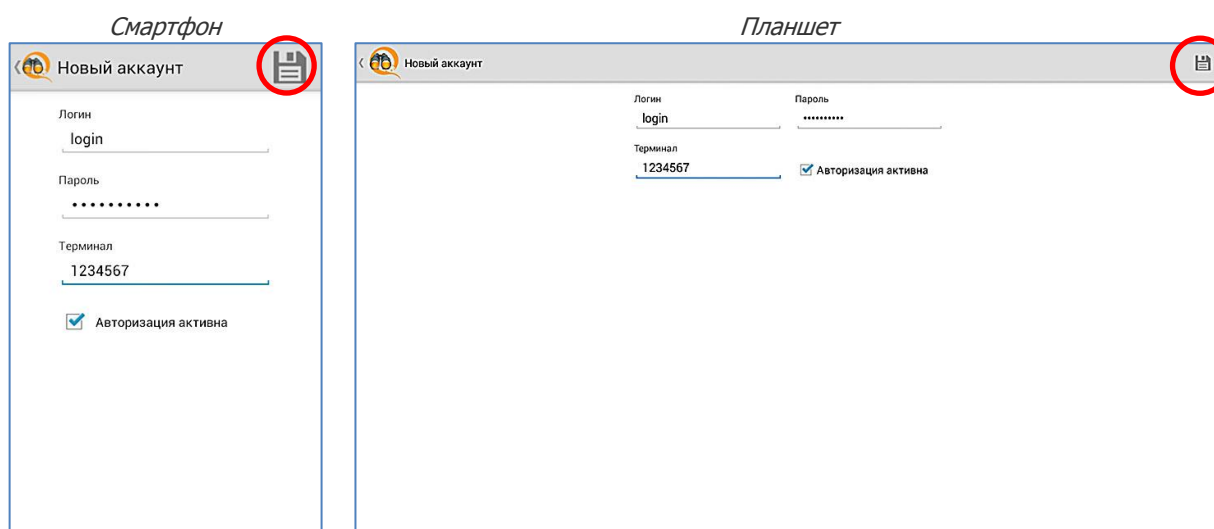 Смартфон
Новый аккаунт
Логин
login
Пароль
••••••••••
Терминал
1234567
Авторизация активна
Планшет
Новый аккаунт
Логин Пароль
login ••••••••••
Терминал
1234567 Авторизация активна